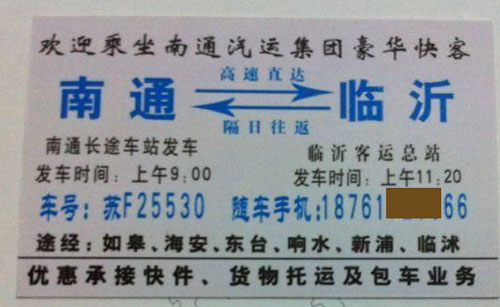 欢迎乘坐南通汽运集团豪华快客
南通 高速直达 临沂
隔日往返
南通长途车站发车 临沂客运总站
发车时间：上午9:00 发车时间：上午11:20
车号：苏F25530 随车手机:18761 66
途经：如皋、海安、东台、响水、新浦、临沭
优惠承接快件、货物托运及包车业务